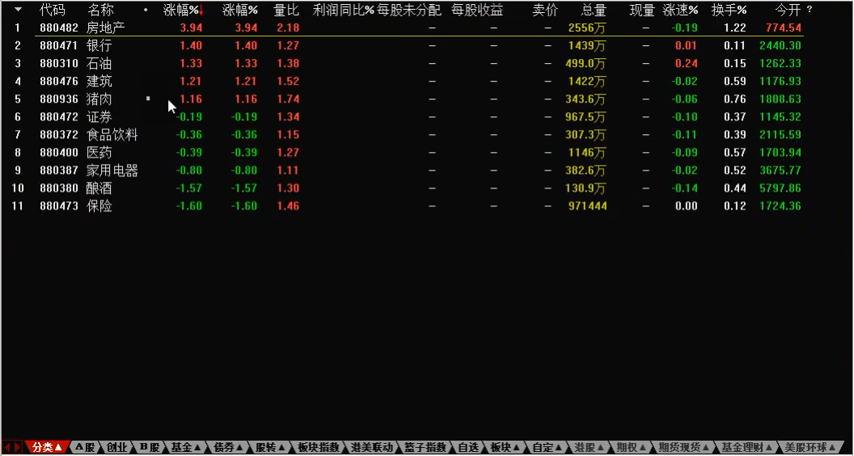 代码 名称 涨幅%↓ 涨幅% 量比 利润同比% 每股未分配 每股收益 卖价 总量 现量 涨速% 换手% 今开 ?
1 880482 房地产 3.94 3.94 2.18 — — — 2556万 — -0.19 1.22 774.54
2 880471 银行 1.40 1.40 1.27 — — — 1439万 — 0.01 0.11 2440.30
3 880310 石油 1.33 1.33 1.38 — — — 499.0万 — 0.24 0.15 1262.33
4 880476 建筑 1.21 1.21 1.52 — — — 1422万 — -0.02 0.59 1176.93
5 880936 猪肉 1.16 1.16 1.74 — — — 343.6万 — -0.06 0.76 1808.63
6 880472 证券 -0.19 -0.19 1.34 — — — 967.5万 — -0.10 0.37 1145.32
7 880372 食品饮料 -0.36 -0.36 1.15 — — — 307.3万 — -0.11 0.39 2115.59
8 880400 医药 -0.39 -0.39 1.27 — — — 1146万 — -0.09 0.57 1703.94
9 880387 家用电器 -0.80 -0.80 1.11 — — — 382.6万 — -0.02 0.52 3675.77
10 880380 酿酒 -1.57 -1.57 1.30 — — — 130.9万 — -0.14 0.44 5797.86
11 880473 保险 -1.60 -1.60 1.46 — — — 971444 — 0.00 0.12 1724.36
分类▲ A股 创业 B股 基金▲ 债券▲ 股转▲ 板块指数 港美联动 篮子指数 自选 板块▲ 自定▲ 港股▲ 期权▲ 期货现货▲ 基金理财▲ 美股环球▲